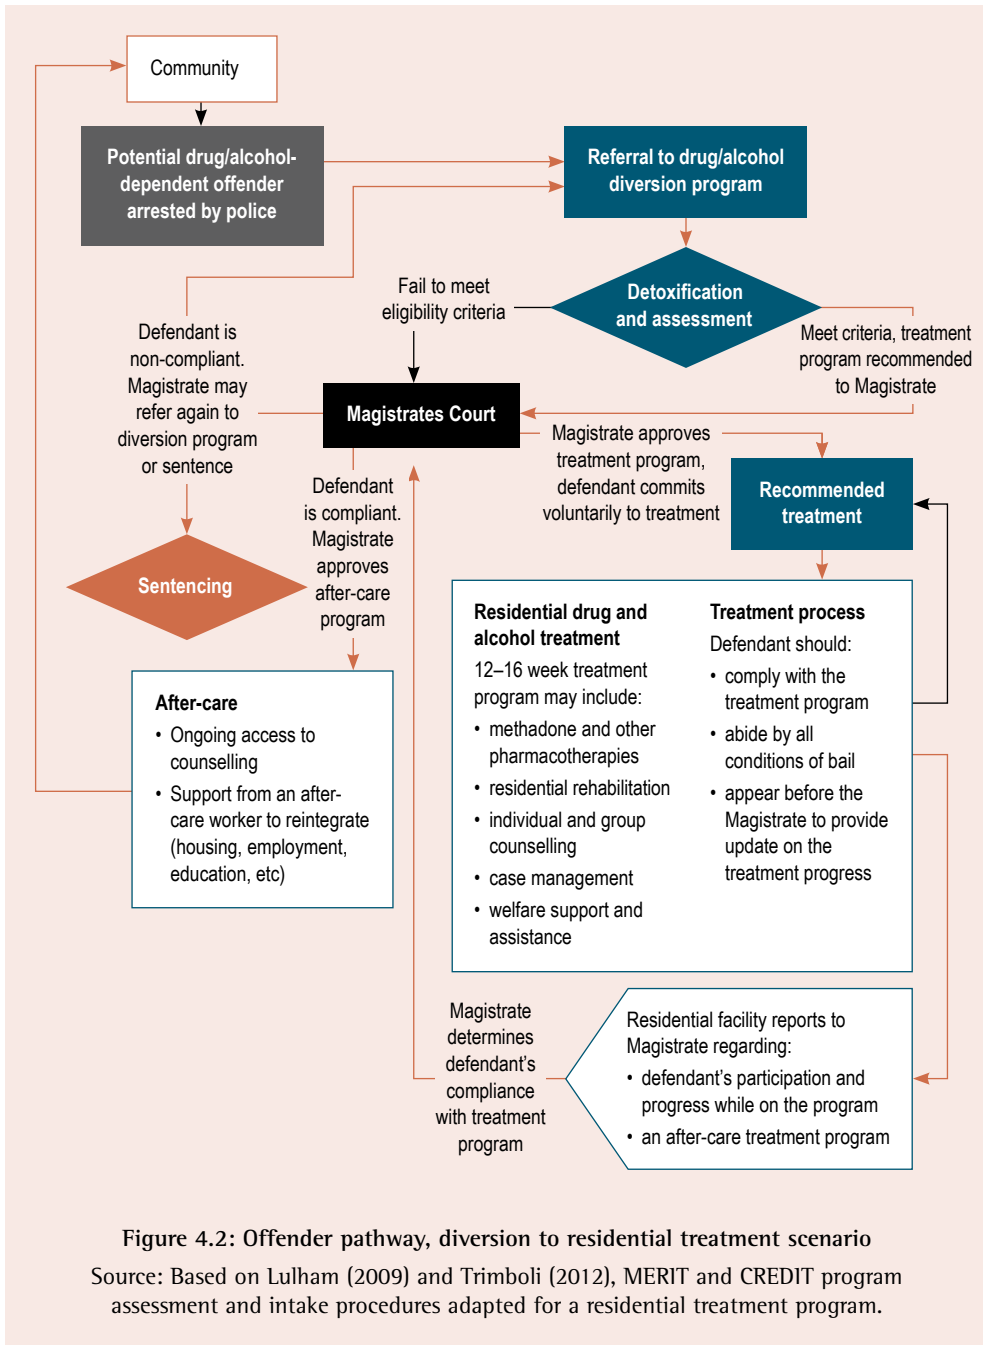 Community
Potential drug/alcohol-
dependent offender
arrested by police
Referral to drug/alcohol
diversion program
Detoxification
and assessment
Fail to meet
eligibility criteria
Meet criteria, treatment
program recommended
to Magistrate
Defendant is
non-compliant.
Magistrate may
refer again to
diversion program
or sentence
Magistrates Court
Magistrate approves
treatment program,
defendant commits
voluntarily to treatment
Recommended
treatment
Defendant
is compliant.
Magistrate
approves
after-care
program
Sentencing
After-care
• Ongoing access to
counselling
• Support from an after-
care worker to reintegrate
(housing, employment,
education, etc)
Residential drug and
alcohol treatment
12–16 week treatment
program may include:
• methadone and other
pharmacotherapies
• residential rehabilitation
• individual and group
counselling
• case management
• welfare support and
assistance
Treatment process
Defendant should:
• comply with the
treatment program
• abide by all
conditions of bail
• appear before the
Magistrate to provide
update on the
treatment progress
Magistrate
determines
defendant's
compliance
with treatment
program
Residential facility reports to
Magistrate regarding:
• defendant's participation and
progress while on the program
• an after-care treatment program
Figure 4.2: Offender pathway, diversion to residential treatment scenario
Source: Based on Lulham (2009) and Trimboli (2012), MERIT and CREDIT program
assessment and intake procedures adapted for a residential treatment program.